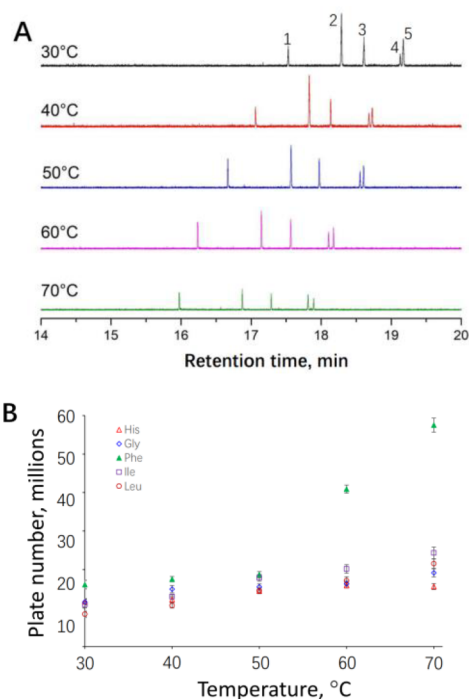 A
1 2 3 4 5
30°C
40°C
50°C
60°C
70°C
14 15 16 17 18 19 20
Retention time, min
B
Plate number, millions
60
50
40
30
20
10
His
Gly
Phe
Ile
Leu
30 40 50 60 70
Temperature, °C